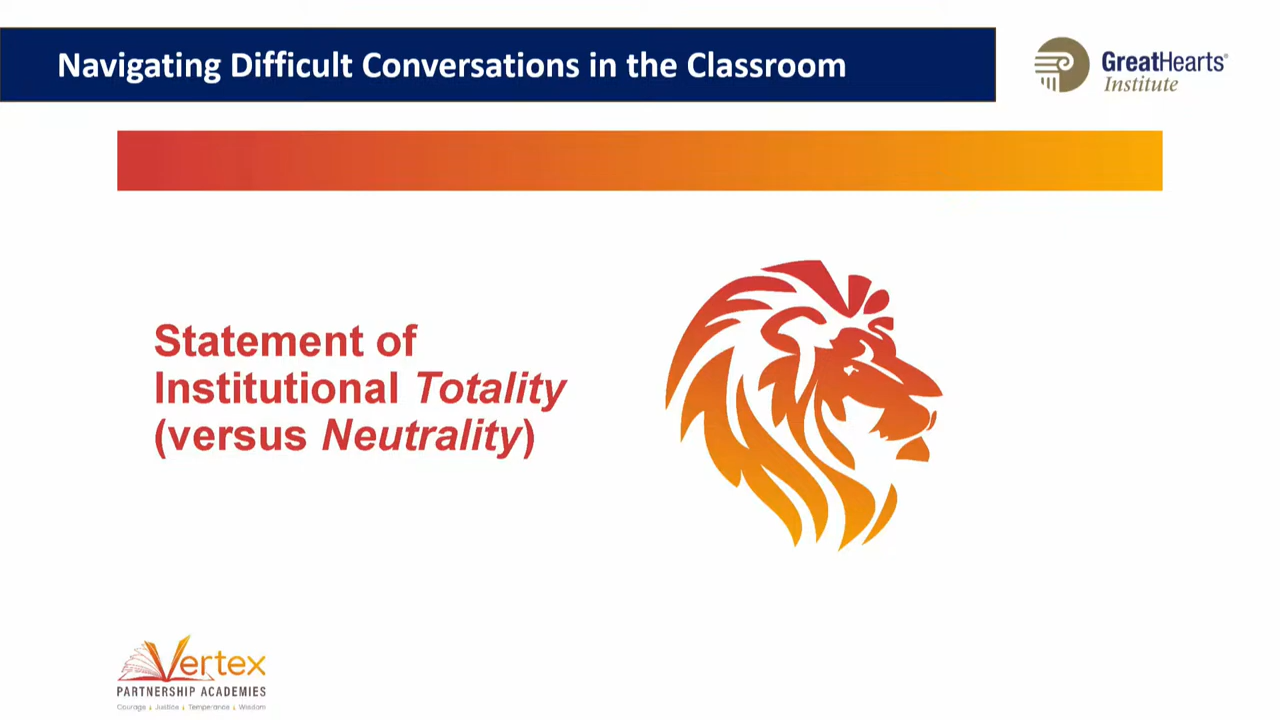 Navigating Difficult Conversations in the Classroom
GreatHearts®
Institute
Statement of
Institutional Totality
(versus Neutrality)
Vertex
PARTNERSHIP ACADEMIES
Courage Justice Temperance Wisdom